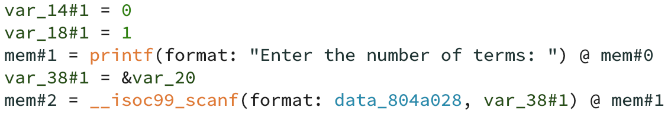 var_14#1 = 0
var_18#1 = 1
mem#1 = printf(format: "Enter the number of terms: ") @ mem#0
var_38#1 = &var_20
mem#2 = __isoc99_scanf(format: data_804a028, var_38#1) @ mem#1